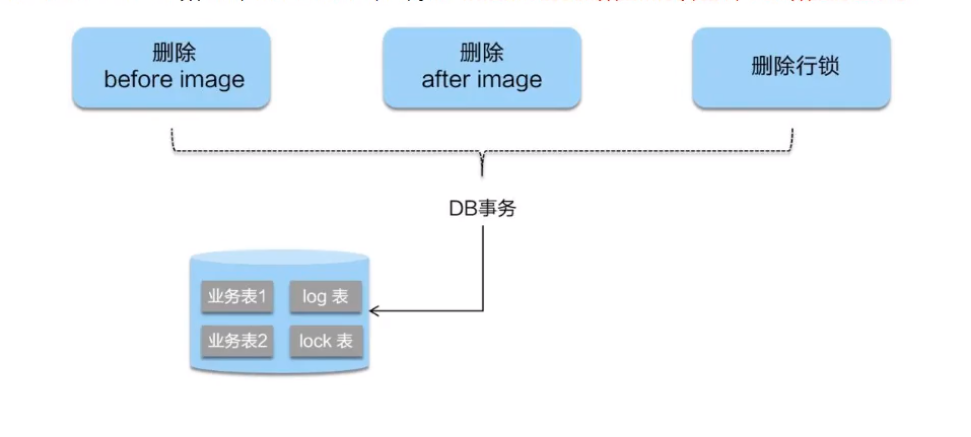 删除
before image
删除
after image
删除行锁
DB事务
业务表1
log 表
业务表2
lock 表